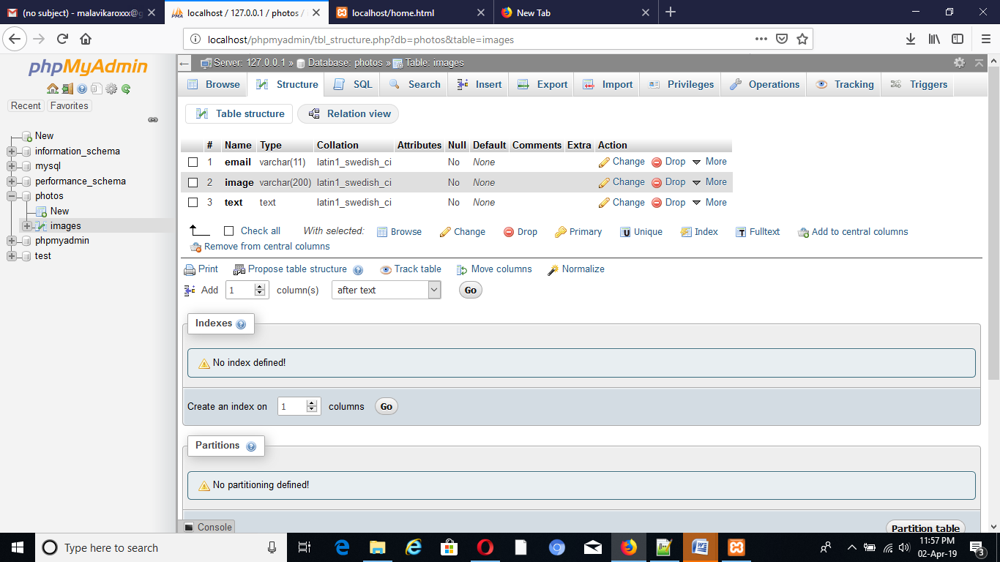 (no subject) - malavikaroxxx@g
localhost / 127.0.0.1 / photos /
localhost/home.html
New Tab
localhost/phpmyadmin/tbl_structure.php?db=photos&table=images
phpMyAdmin
Recent Favorites
New
information_schema
mysql
performance_schema
photos
New
images
phpmyadmin
test
Server: 127.0.0.1 » Database: photos » Table: images
Browse Structure SQL Search Insert Export Import Privileges Operations Tracking Triggers
Table structure Relation view
# Name Type Collation Attributes Null Default Comments Extra Action
1 email varchar(11) latin1_swedish_ci No None Change Drop More
2 image varchar(200) latin1_swedish_ci No None Change Drop More
3 text text latin1_swedish_ci No None Change Drop More
Check all With selected: Browse Change Drop Primary Unique Index Fulltext Add to central columns
Remove from central columns
Print Propose table structure Track table Move columns Normalize
Add 1 column(s) after text Go
Indexes
No index defined!
Create an index on 1 columns Go
Partitions
No partitioning defined!
Partition table
Console
Type here to search
11:57 PM
02-Apr-19
3